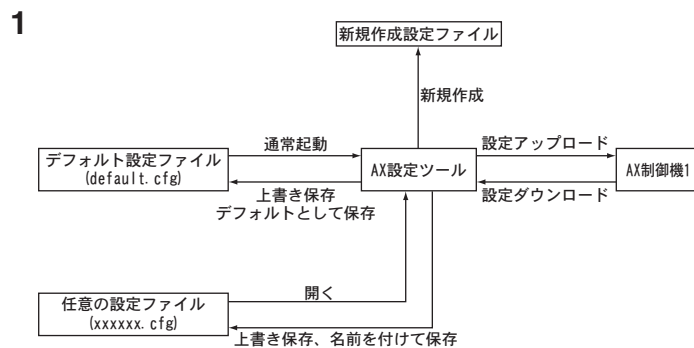 1
新規作成設定ファイル
新規作成
通常起動
設定アップロード
デフォルト設定ファイル
(default.cfg)
AX設定ツール
AX制御機1
上書き保存
デフォルトとして保存
設定ダウンロード
開く
任意の設定ファイル
(xxxxxx.cfg)
上書き保存、名前を付けて保存